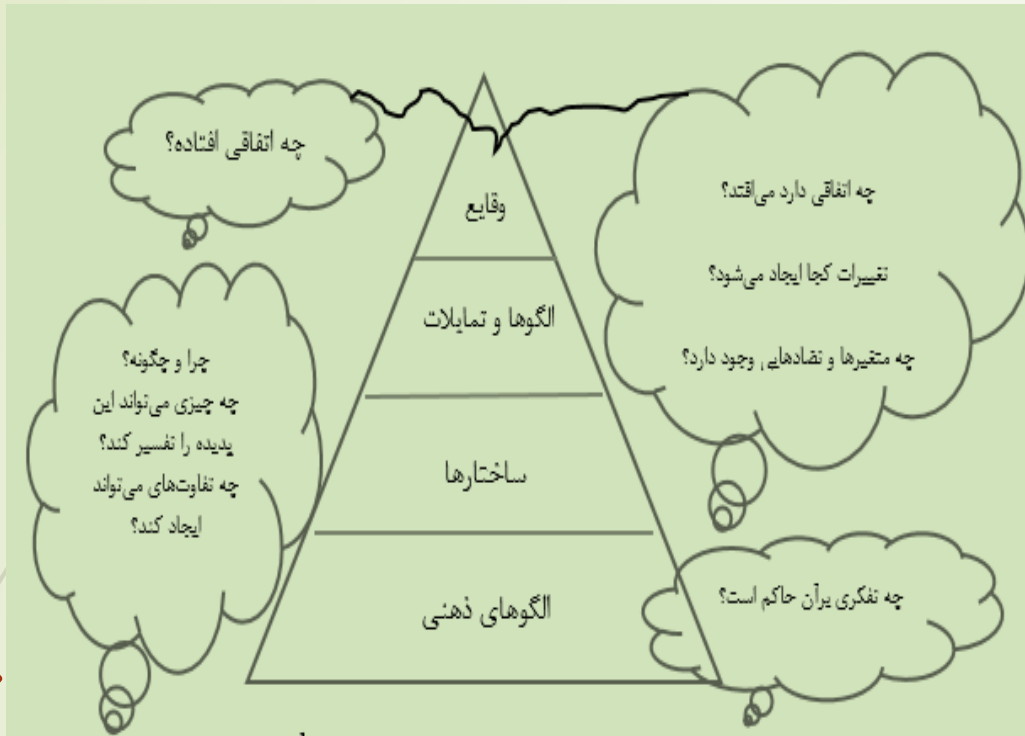 چه اتفاقی افتاده؟
وقایع
چه اتفاقی دارد می‌اقتد؟
تغییرات کجا ایجاد می‌شود؟
چه متغیرها و تضادهایی وجود دارد؟
الگوها و تمایلات
چرا و چگونه؟
چه چیزی می‌تواند این
پدیده را تفسیر کند؟
چه تفاوت‌های می‌تواند
ایجاد کند؟
ساختارها
الگوهای ذهنی
چه تفکری برآن حاکم است؟